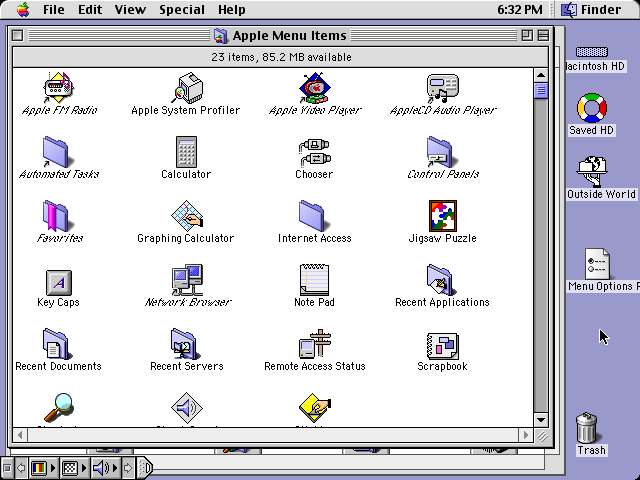 File Edit View Special Help 6:32 PM Finder
Apple Menu Items
23 items, 85.2 MB available
Apple FM Radio Apple System Profiler Apple Video Player AppleCD Audio Player
Automated Tasks Calculator Chooser Control Panels
Favorites Graphing Calculator Internet Access Jigsaw Puzzle
Key Caps Network Browser Note Pad Recent Applications
Recent Documents Recent Servers Remote Access Status Scrapbook
acintosh HD
Saved HD
Outside World
Menu Options
Trash